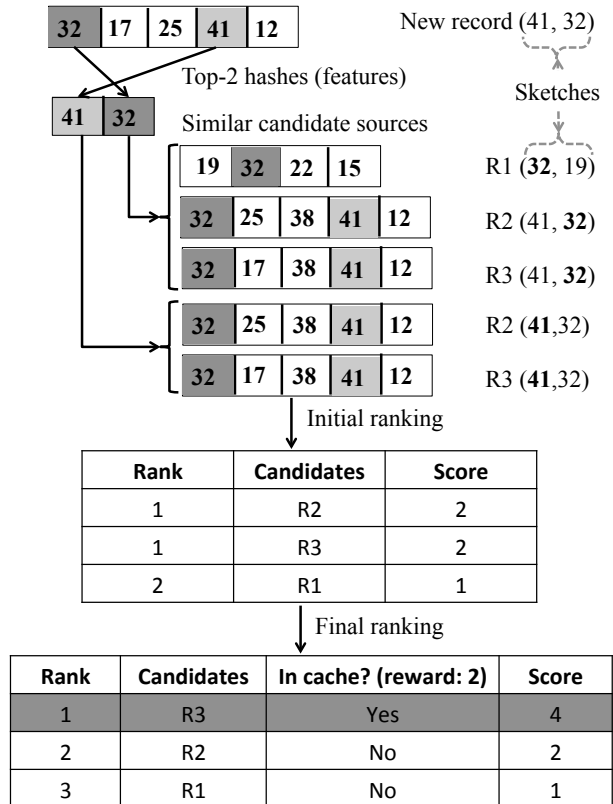 32 17 25 41 12
New record (41, 32)
Top-2 hashes (features)
Sketches
41 32
Similar candidate sources
19 32 22 15
R1 (32, 19)
32 25 38 41 12
R2 (41, 32)
32 17 38 41 12
R3 (41, 32)
32 25 38 41 12
R2 (41,32)
32 17 38 41 12
R3 (41,32)
Initial ranking
Rank Candidates Score
1 R2 2
1 R3 2
2 R1 1
Final ranking
Rank Candidates In cache? (reward: 2) Score
1 R3 Yes 4
2 R2 No 2
3 R1 No 1